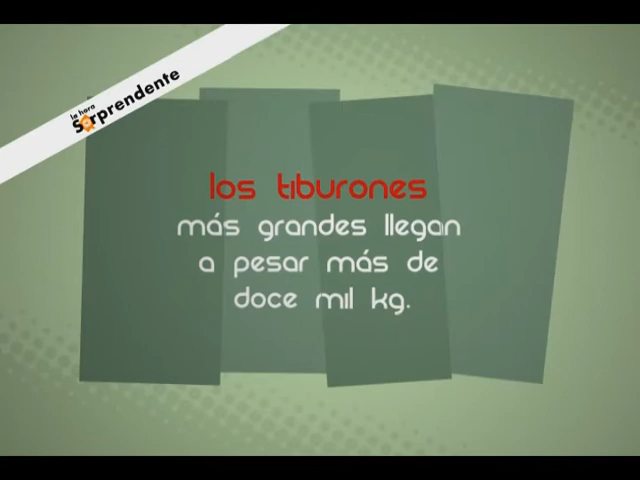 la hora
Sorprendente
los tiburones
más grandes llegan
a pesar más de
doce mil kg.